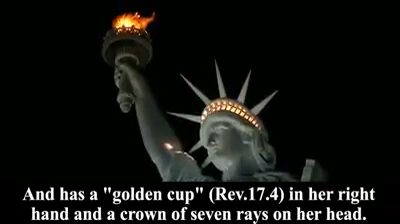 And has a "golden cup" (Rev.17.4) in her right
hand and a crown of seven rays on her head.